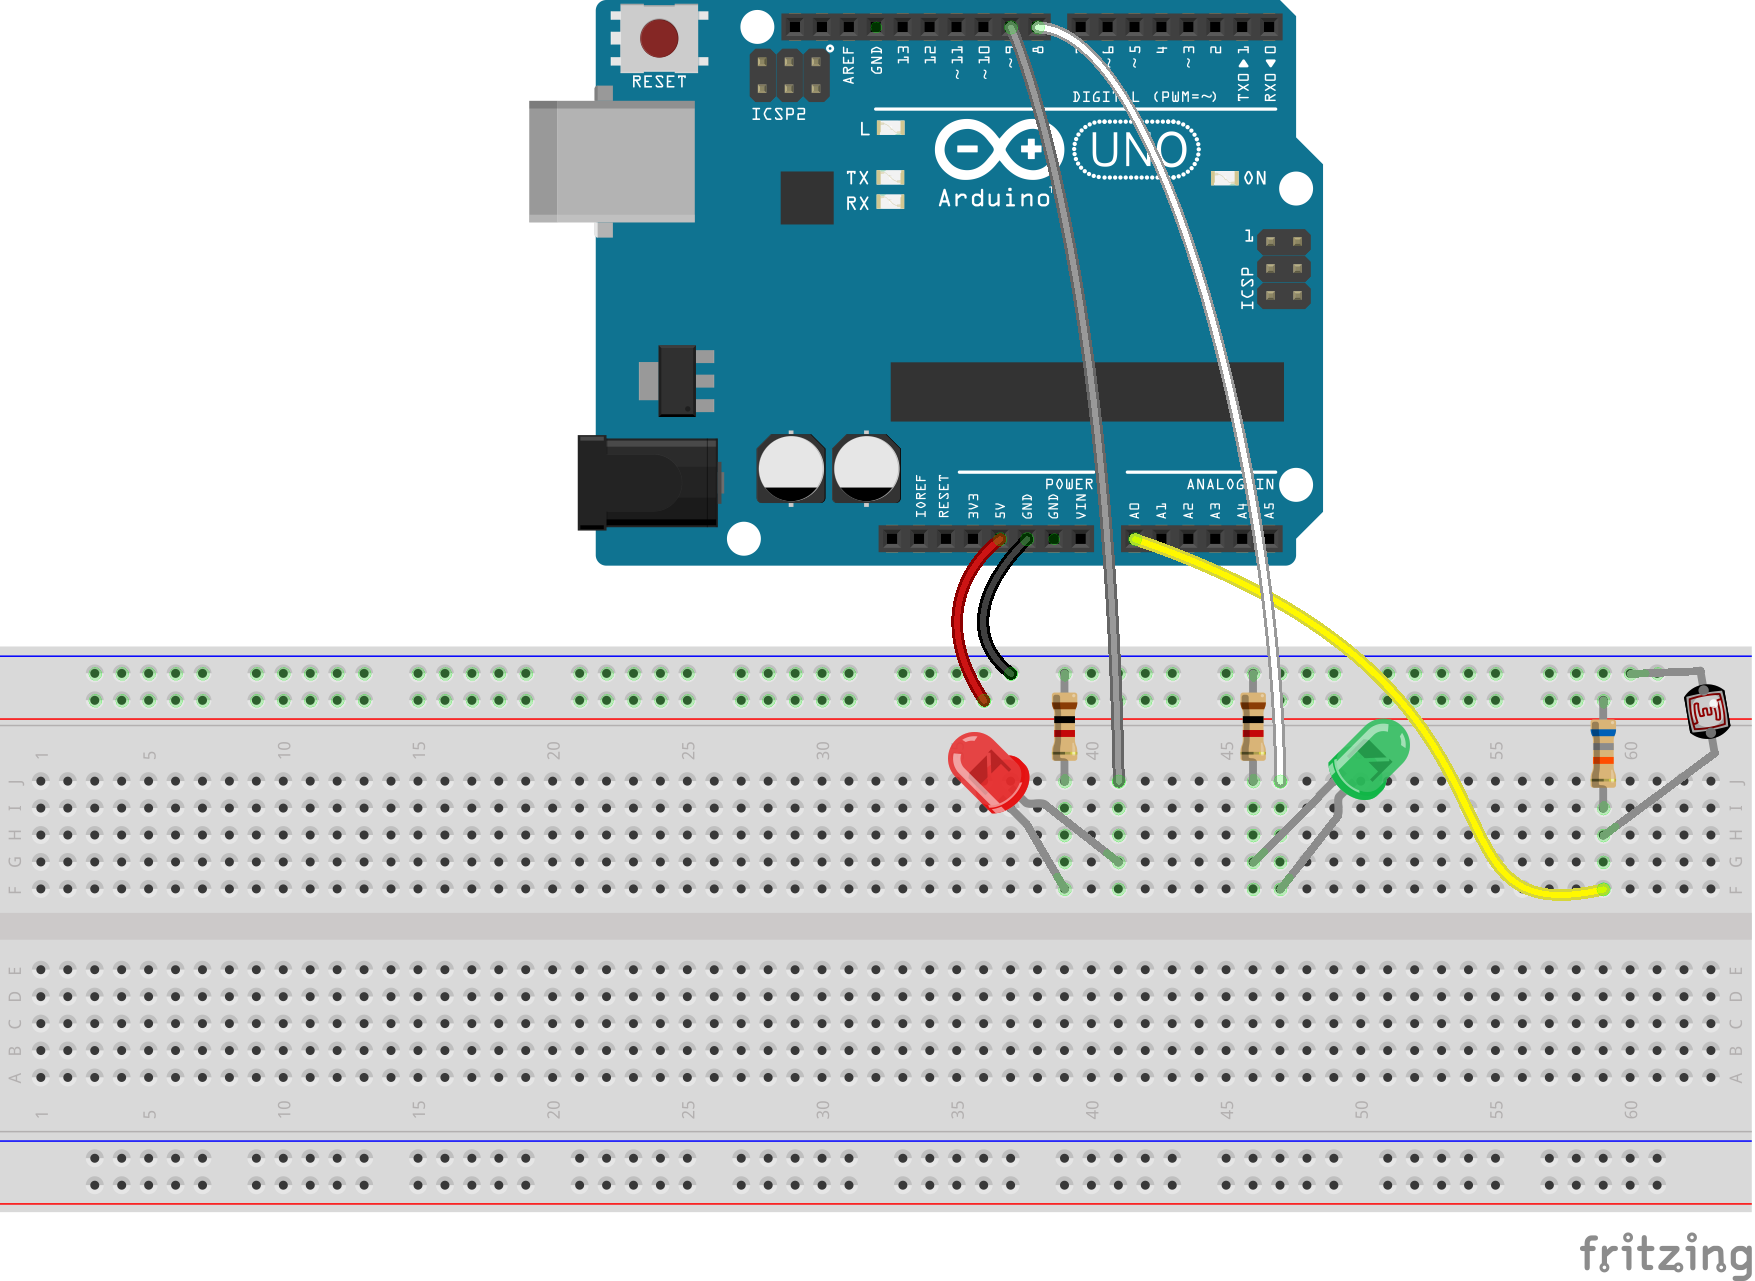 RESET
ICSP2
AREF
GND
13
12
~11
~10
~9
8
~6
~5
4
~3
2
TX0▶1
RX0◀0
DIGITAL (PWM=~)
L
TX
RX
UNO
Arduino
ON
1
ICSP
POWER
ANALOG IN
IOREF
RESET
3V3
5V
GND
GND
VIN
A0
A1
A2
A3
A4
A5
1 5 10 15 20 25 30 35 40 45 50 55 60
J J
I I
H H
G G
F F
E E
D D
C C
B B
A A
1 5 10 15 20 25 30 35 40 45 50 55 60
fritzing